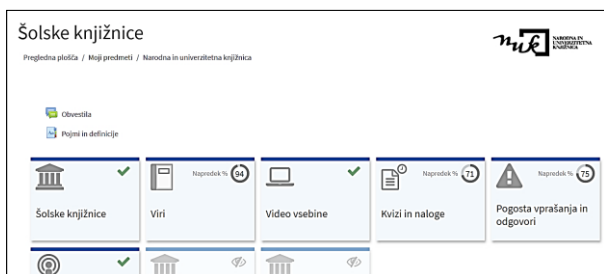 Šolske knjižnice
nuk NARODNA IN
UNIVERZITETNA
KNJIŽNICA
Pregledna plošča / Moji predmeti / Narodna in univerzitetna knjižnica
Obvestila
Pojmi in definicije
Šolske knjižnice
Napredek % 94
Viri
Video vsebine
Napredek % 71
Kvizi in naloge
Napredek % 75
Pogosta vprašanja in
odgovori